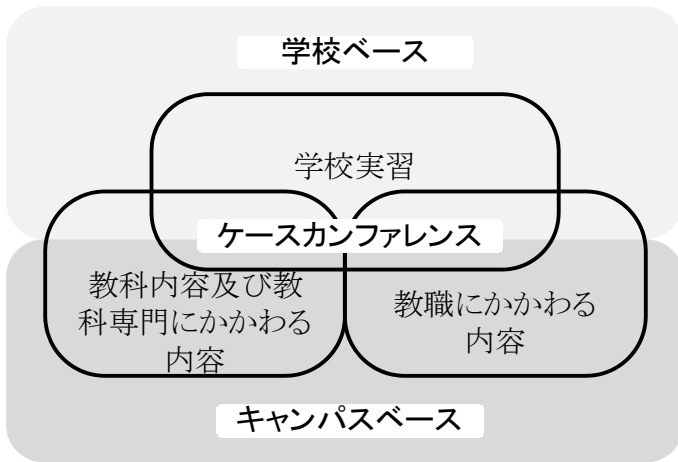 学校ベース
学校実習
ケースカンファレンス
教科内容及び教
科専門にかかわる
内容
教職にかかわる
内容
キャンパスベース